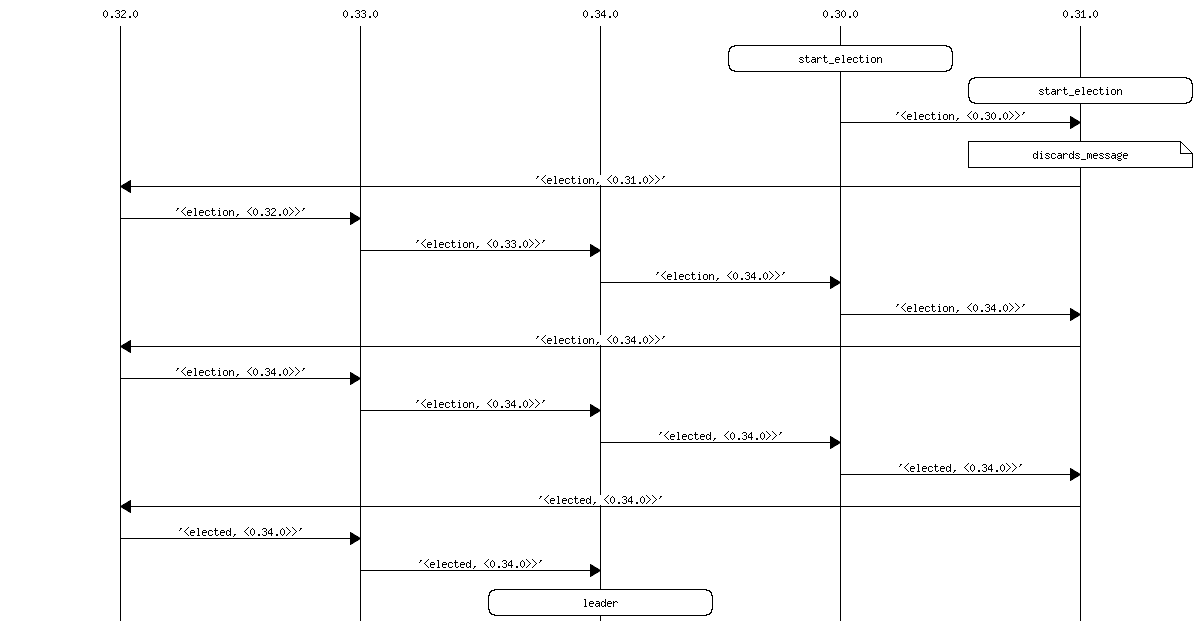 0.32.0 0.33.0 0.34.0 0.30.0 0.31.0
start_election
start_election
'<election, <0.30.0>>'
discards_message
'<election, <0.31.0>>'
'<election, <0.32.0>>'
'<election, <0.33.0>>'
'<election, <0.34.0>>'
'<election, <0.34.0>>'
'<election, <0.34.0>>'
'<election, <0.34.0>>'
'<election, <0.34.0>>'
'<elected, <0.34.0>>'
'<elected, <0.34.0>>'
'<elected, <0.34.0>>'
'<elected, <0.34.0>>'
'<elected, <0.34.0>>'
leader